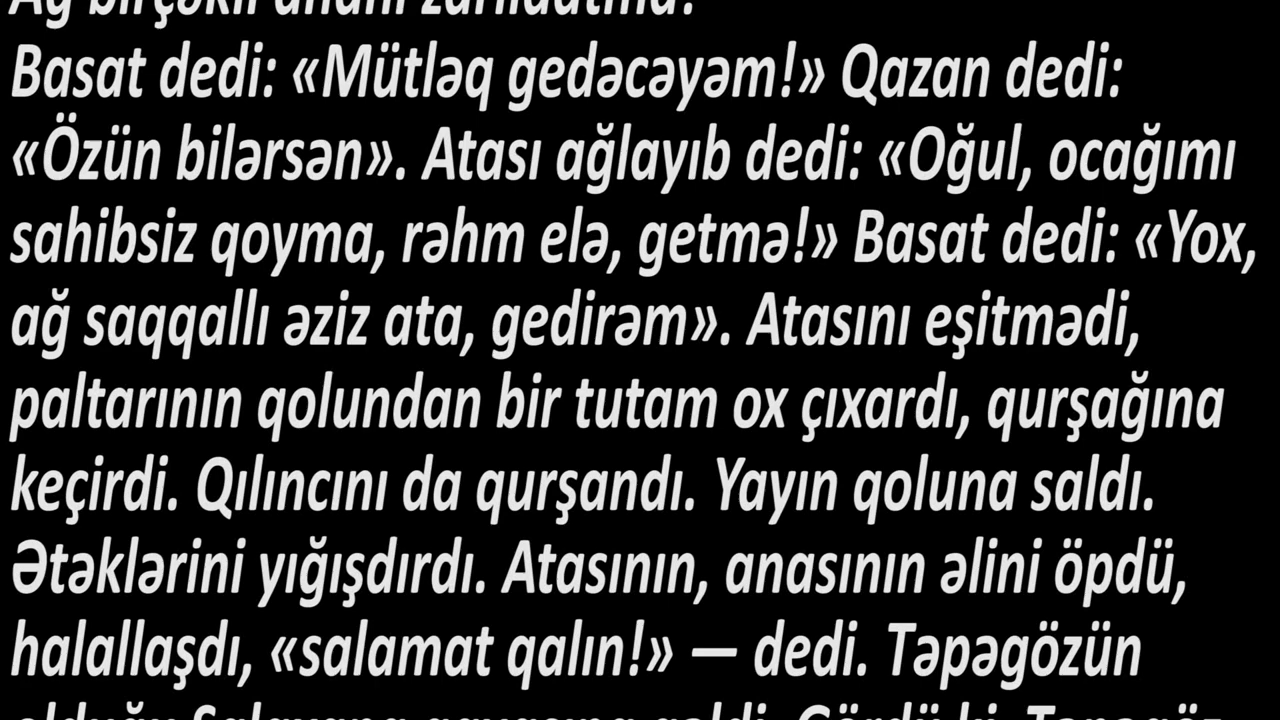 Basat dedi: «Mütləq gedəcəyəm!» Qazan dedi:
«Özün bilərsən». Atası ağlayıb dedi: «Oğul, ocağımı
sahibsiz qoyma, rəhm elə, getmə!» Basat dedi: «Yox,
ağ saqqallı əziz ata, gedirəm». Atasını eşitmədi,
paltarının qolundan bir tutam ox çıxardı, qurşağına
keçirdi. Qılıncını da qurşandı. Yayın qoluna saldı.
Ətəklərini yığışdırdı. Atasının, anasının əlini öpdü,
halallaşdı, «salamat qalın!» — dedi. Təpəgözün